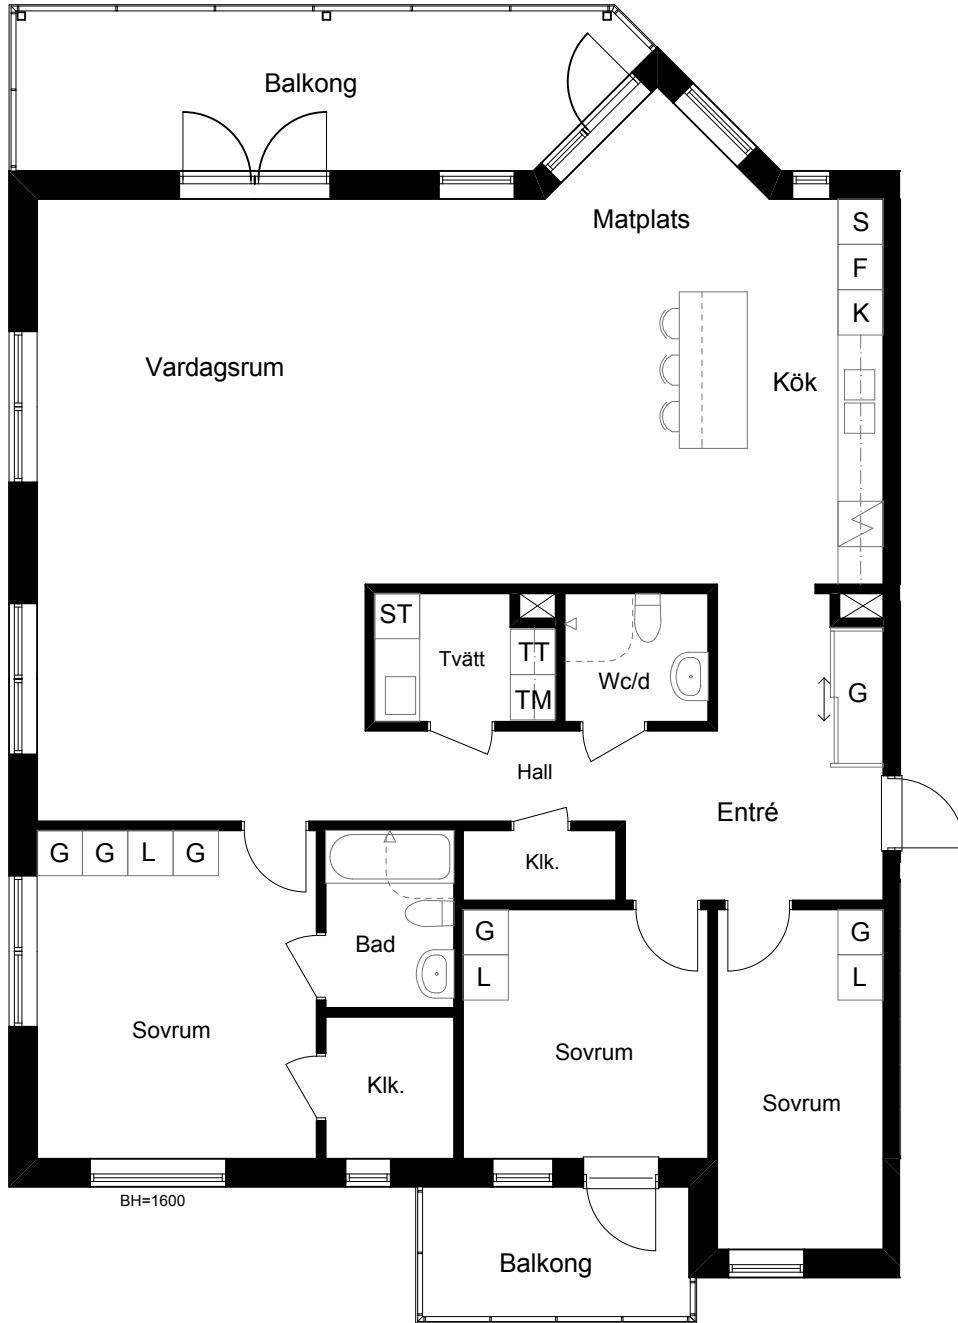 Balkong
Matplats
S
F
K
Vardagsrum
Kök
ST
Tvätt
TT
TM
Wc/d
G
Hall
Entré
G G L G
Klk.
Bad
G
L
G
L
Sovrum
Sovrum
Klk.
Sovrum
BH=1600
Balkong